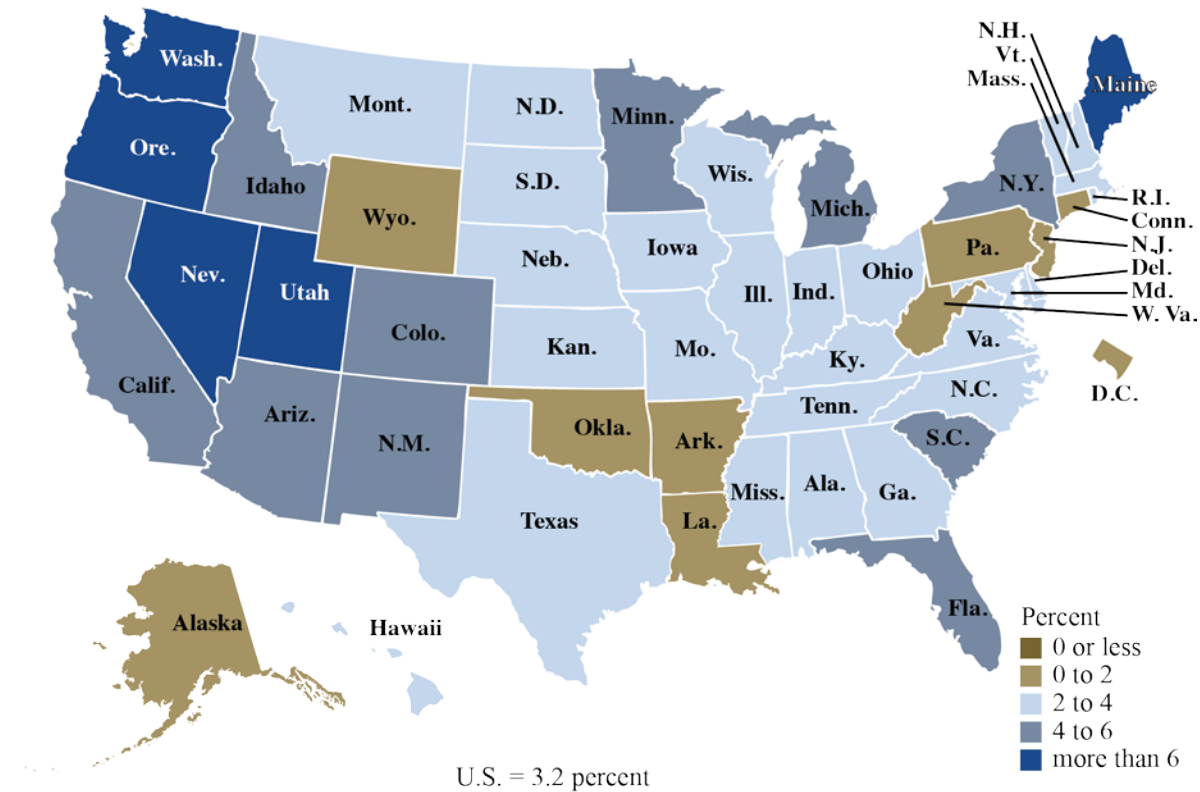 N.H.
Vt.
Mass.
Wash.
Maine
Mont.
N.D.
Minn.
Ore.
Wis.
Idaho
S.D.
N.Y.
R.I.
Mich.
Wyo.
Conn.
N.J.
Iowa
Pa.
Neb.
Del.
Nev.
Ohio
Utah
Ill.
Ind.
Md.
W. Va.
Colo.
Kan.
Mo.
Va.
Ky.
Calif.
N.C.
D.C.
Tenn.
Ariz.
Okla.
N.M.
Ark.
S.C.
Miss.
Ala.
Ga.
Texas
La.
Fla.
Alaska
Hawaii
Percent
0 or less
0 to 2
2 to 4
4 to 6
more than 6
U.S. = 3.2 percent